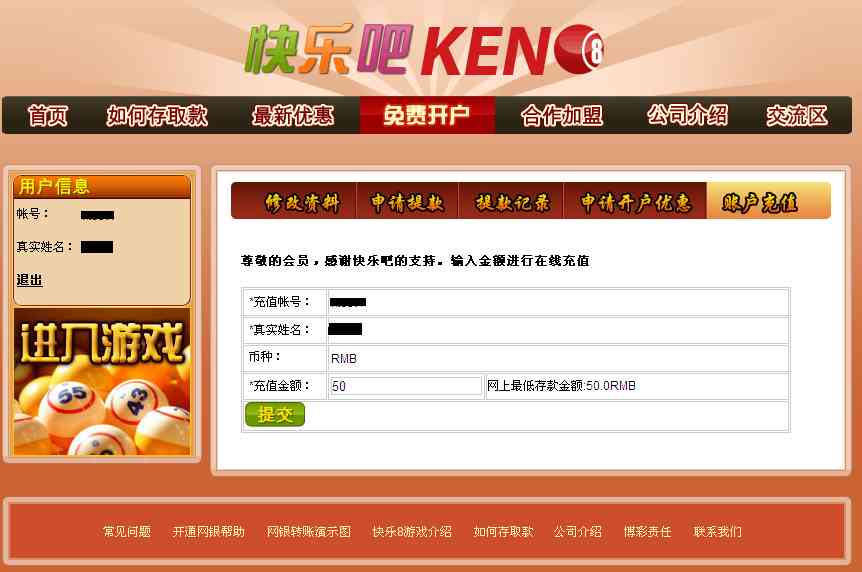 快乐吧 KENO 8
首页 如何存取款 最新优惠 免费开户 合作加盟 公司介绍 交流区
用户信息
帐号：
真实姓名：
退出
进入游戏
55 43
修改资料 申请提款 提款记录 申请开户优惠 账户充值
尊敬的会员，感谢快乐吧的支持。输入金额进行在线充值
*充值帐号：
*真实姓名：
币种： RMB
*充值金额： 50 网上最低存款金额:50.0RMB
提交
常见问题 开通网银帮助 网银转账演示图 快乐8游戏介绍 如何存取款 公司介绍 博彩责任 联系我们